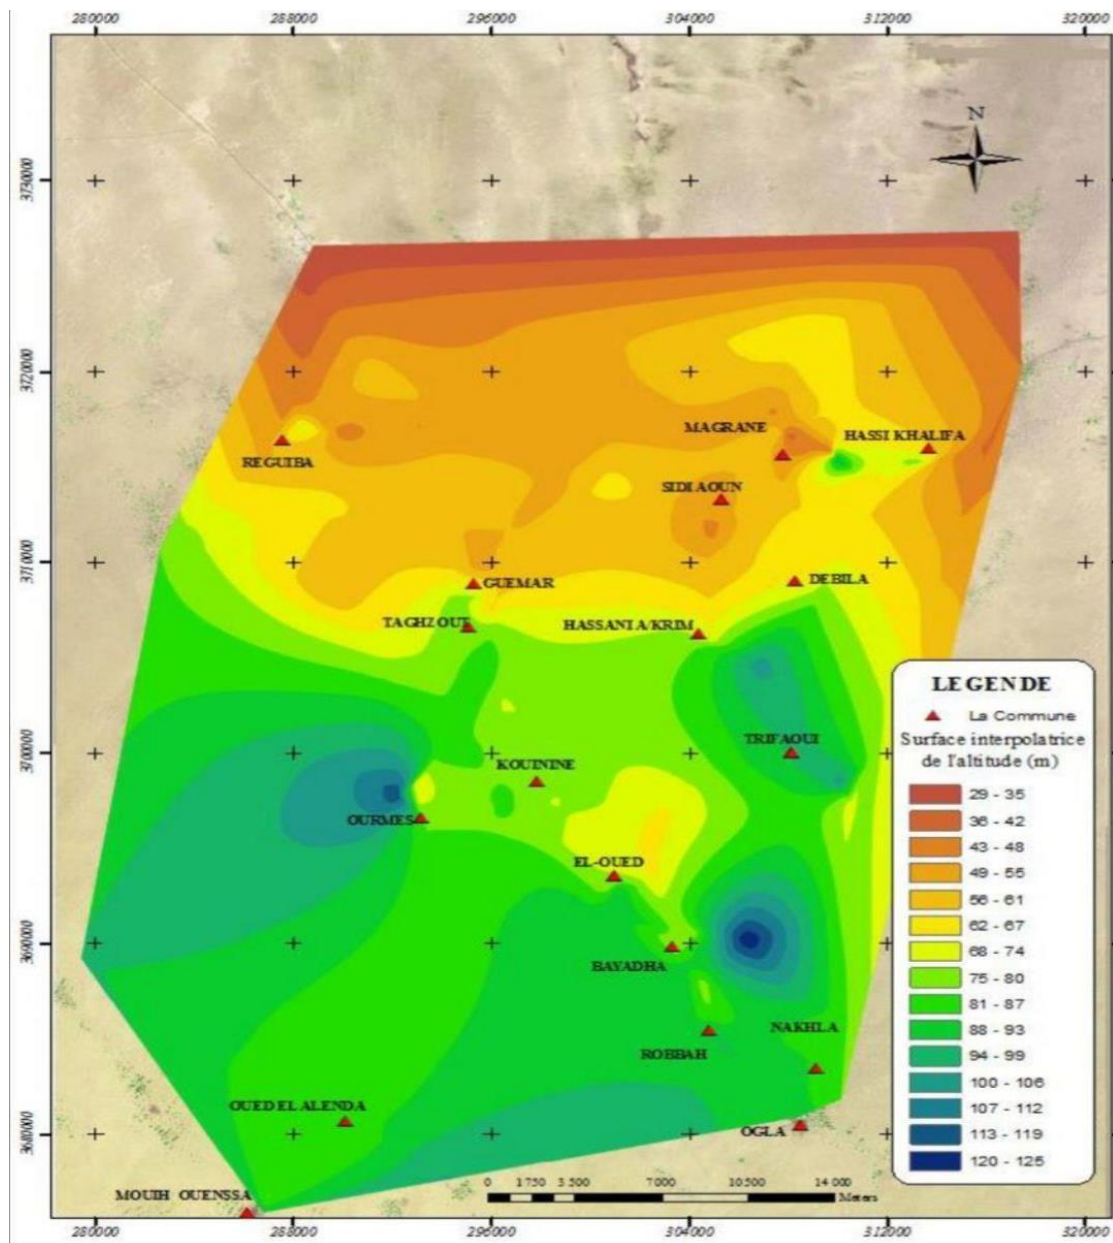 280000 288000 296000 304000 312000 320000
3730000
N
3720000
MAGRANE
HASSI KHALIFA
REGUIBA
SIDI AOUN
3710000
GUEMAR
DEBILA
TAGHZOUT
HASSANI A/KRIM
LEGENDE
La Commune
Surface interpolatrice
de l'altitude (m)
29 - 35
36 - 42
43 - 48
49 - 55
56 - 61
62 - 67
68 - 74
75 - 80
81 - 87
88 - 93
94 - 99
100 - 106
107 - 112
113 - 119
120 - 125
3700000
TRIFAOUI
KOUININE
OURMES
EL-OUED
3690000
BAYADHA
NAKHLA
ROBBAH
OUED EL ALENDA
3680000
OGLA
MOUIH OUENSSA
0 1 750 3 500 7 000 10 500 14 000
Meters
280000 288000 296000 304000 312000 320000